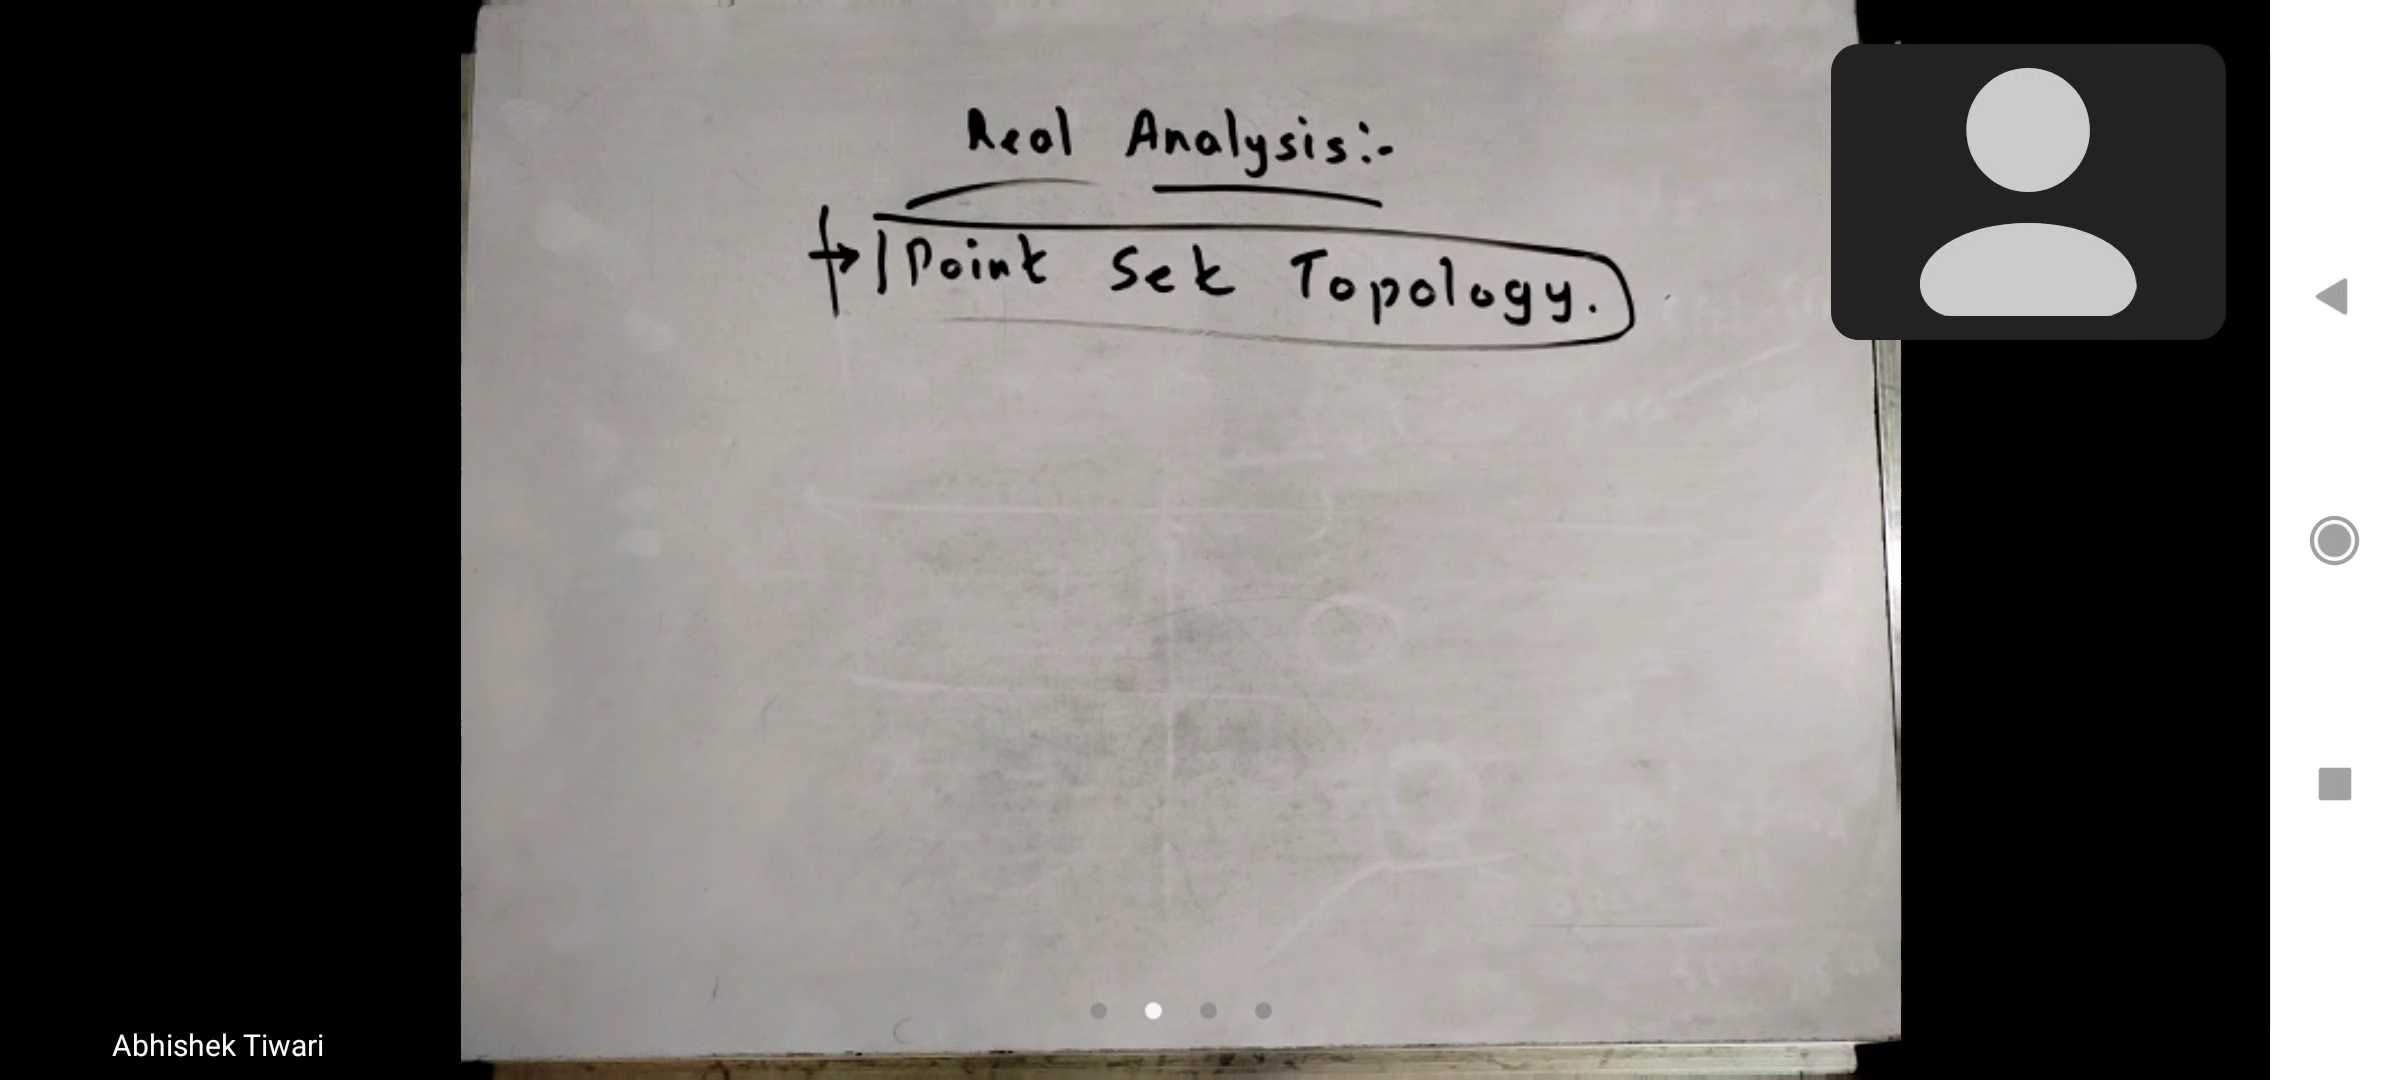 Real Analysis:-
→ Point Set Topology.
Abhishek Tiwari